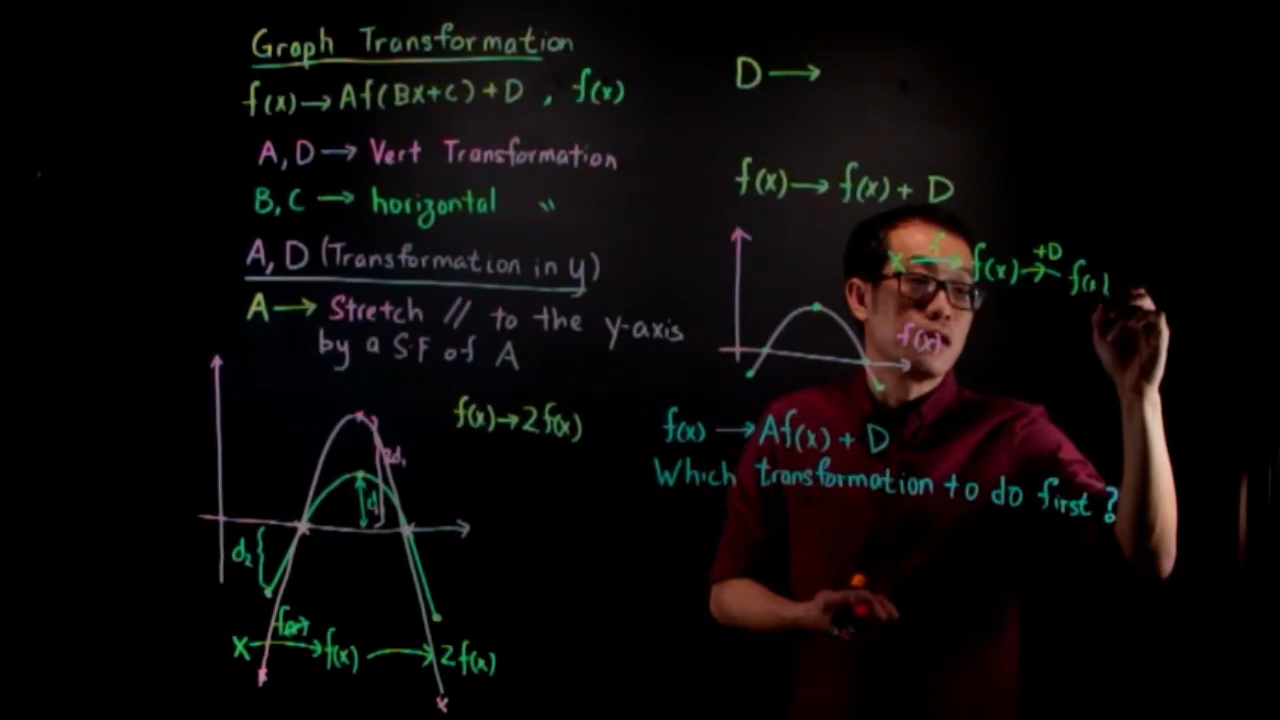 Graph Transformation
f(x) → Af(Bx+C) + D , f(x)
A, D → Vert Transformation
B, C → horizontal "
A, D (Transformation in y)
A → Stretch // to the y-axis
by a S.F of A
f(x) → 2f(x)
2d₁
d₂
x → f(x) → 2f(x)
D →
f(x) → f(x) + D
x f→ f(x) +D→ f(x)
f(x)
f(x) → Af(x) + D
Which transformation to do first ?